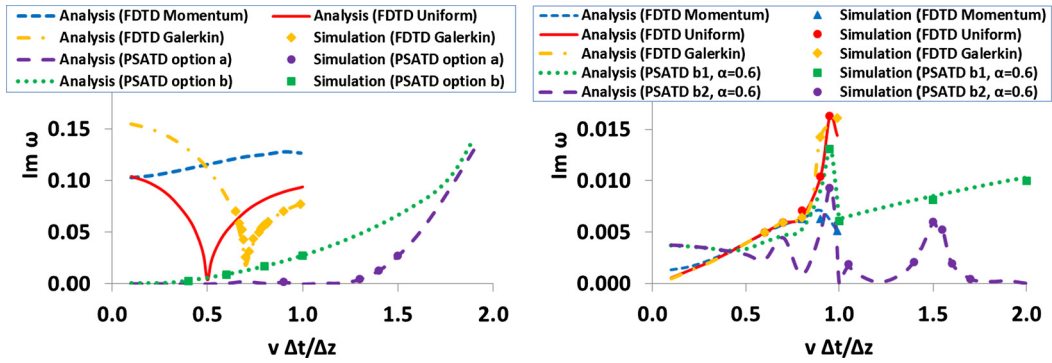 Analysis (FDTD Momentum)
Analysis (FDTD Uniform)
Analysis (FDTD Galerkin)
Simulation (FDTD Galerkin)
Analysis (PSATD option a)
Simulation (PSATD option a)
Analysis (PSATD option b)
Simulation (PSATD option b)
Im ω
0.15
0.10
0.05
0.00
0.0
0.5
1.0
1.5
2.0
v Δt/Δz
Analysis (FDTD Momentum)
Simulation (FDTD Momentum)
Analysis (FDTD Uniform)
Simulation (FDTD Uniform)
Analysis (FDTD Galerkin)
Simulation (FDTD Galerkin)
Analysis (PSATD b1, α=0.6)
Simulation (PSATD b1, α=0.6)
Analysis (PSATD b2, α=0.6)
Simulation (PSATD b2, α=0.6)
Im ω
0.015
0.010
0.005
0.000
0.0
0.5
1.0
1.5
2.0
v Δt/Δz